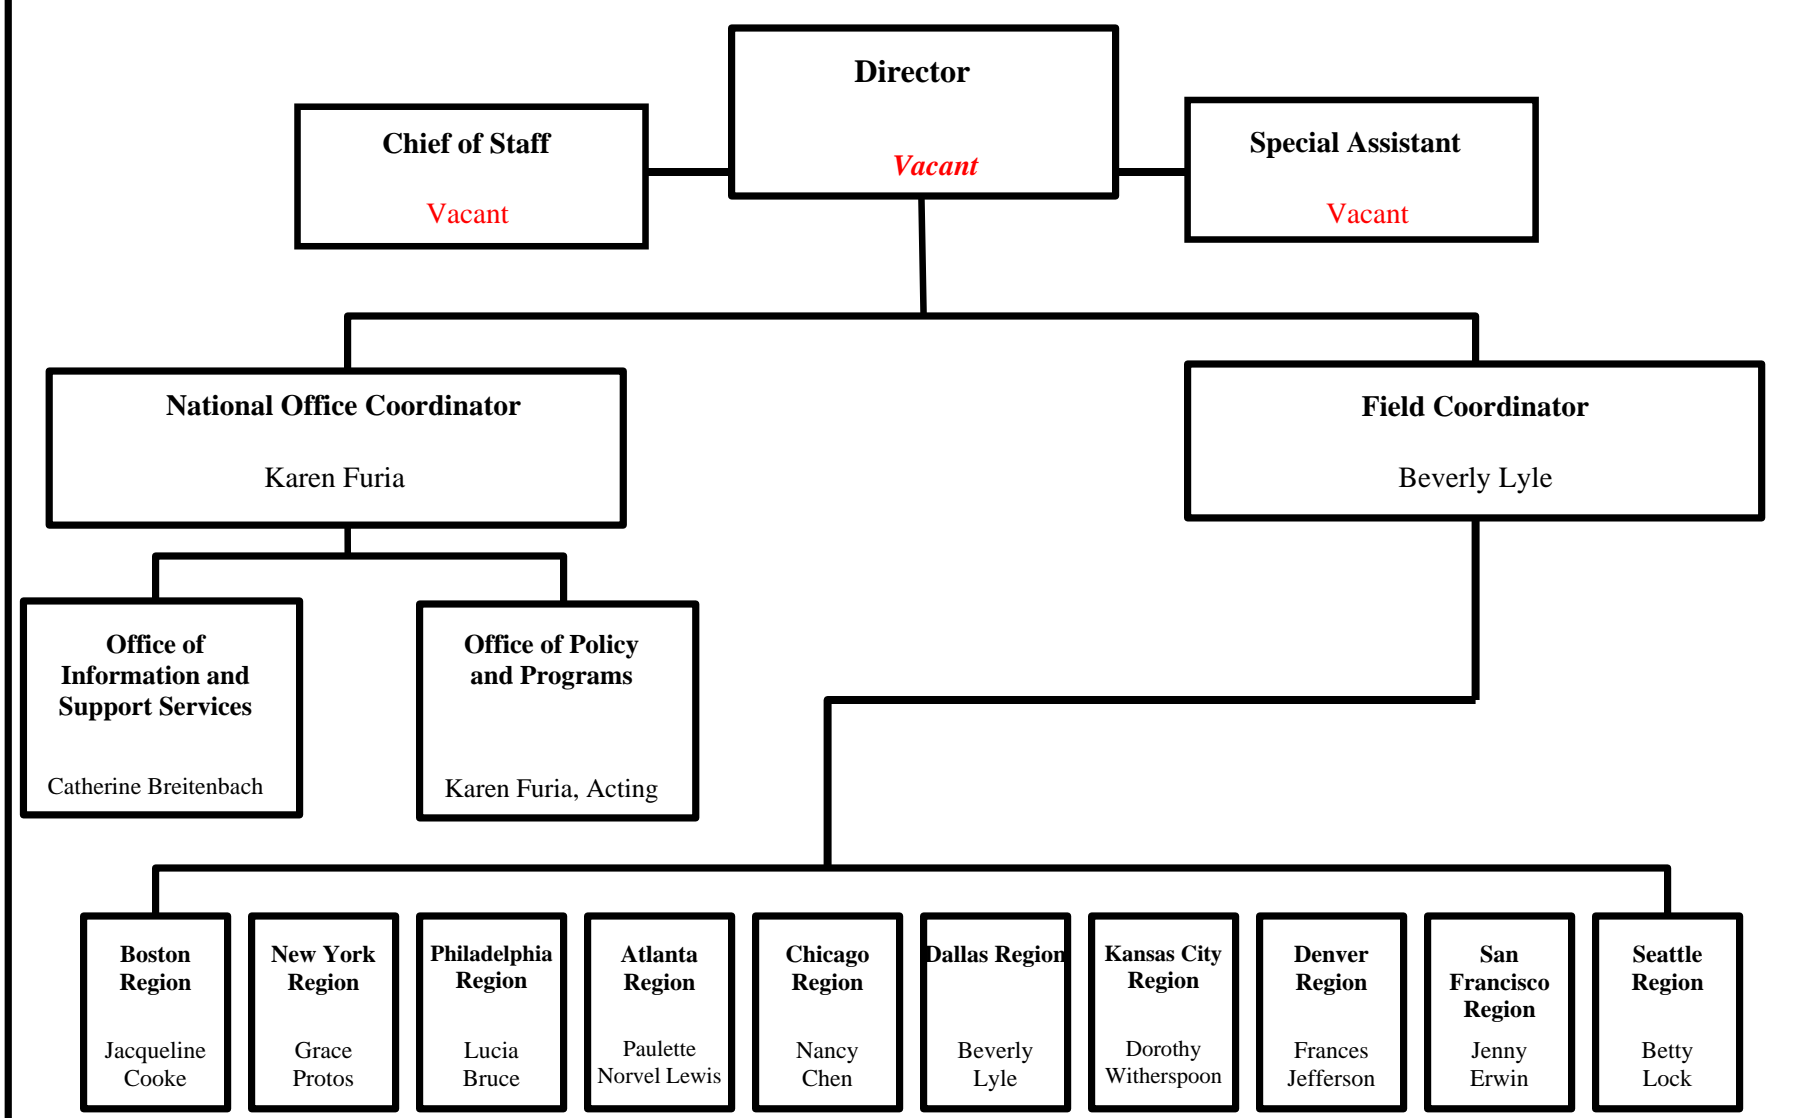 Director
Vacant
Chief of Staff
Vacant
Special Assistant
Vacant
National Office Coordinator
Karen Furia
Field Coordinator
Beverly Lyle
Office of
Information and
Support Services
Catherine Breitenbach
Office of Policy
and Programs
Karen Furia, Acting
Boston
Region
Jacqueline
Cooke
New York
Region
Grace
Protos
Philadelphia
Region
Lucia
Bruce
Atlanta
Region
Paulette
Norvel Lewis
Chicago
Region
Nancy
Chen
Dallas Region
Beverly
Lyle
Kansas City
Region
Dorothy
Witherspoon
Denver
Region
Frances
Jefferson
San
Francisco
Region
Jenny
Erwin
Seattle
Region
Betty
Lock